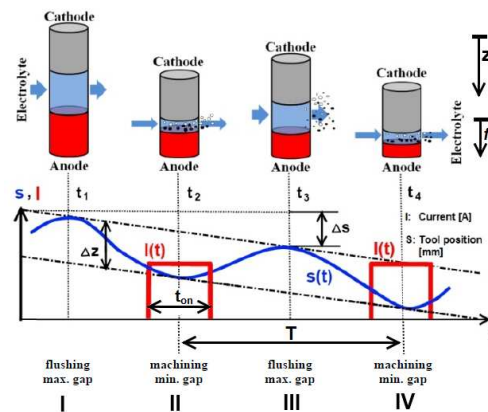 Cathode
Cathode
Cathode
Cathode
z
Electrolyte
Electrolyte
f
Anode
Anode
Anode
Anode
s , I
t1
t2
t3
t4
Δs
I: Current [A]
S: Tool position
[mm]
Δz
I(t)
s(t)
I(t)
ton
T
flushing
max. gap
machining
min. gap
flushing
max. gap
machining
min. gap
I
II
III
IV